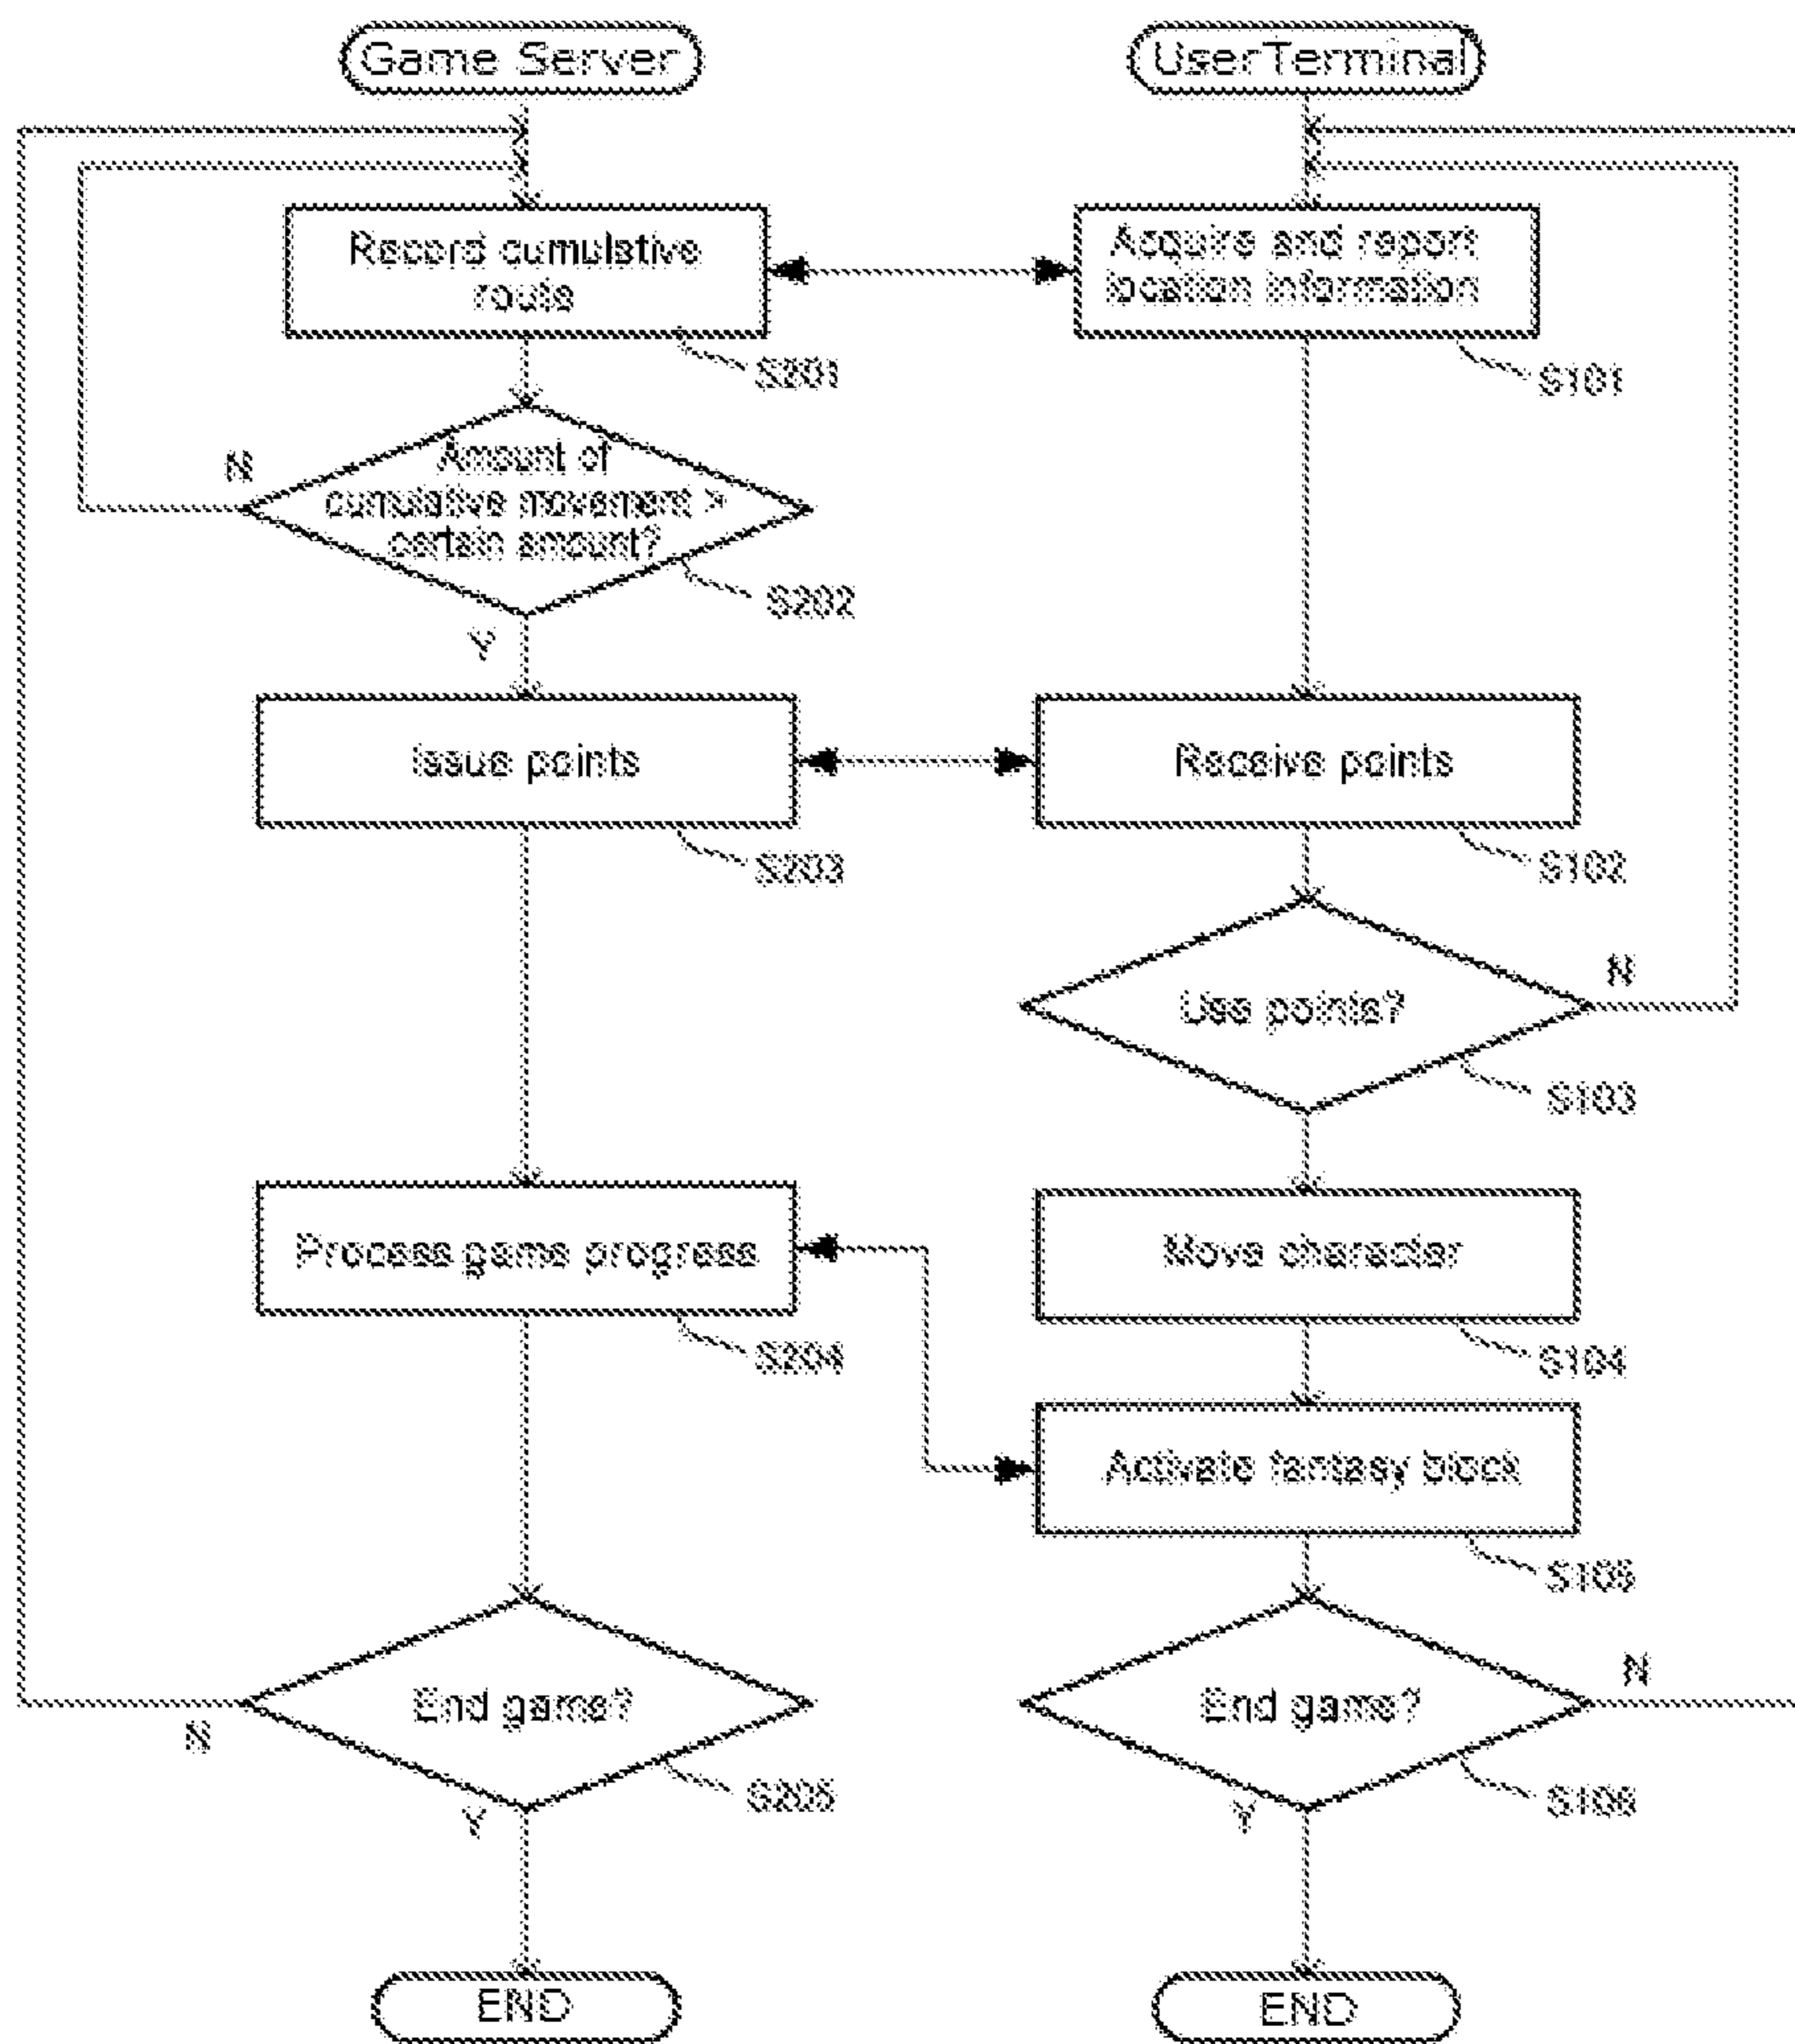 Game Server
User Terminal
Record cumulative
route
S201
Acquire and report
location information
S101
N
Amount of
cumulative movement >
certain amount?
S202
Y
Issue points
S203
Receive points
S102
Use points?
N
S103
Process game progress
S204
Move character
S104
Activate fantasy block
S105
End game?
N
S205
Y
End game?
N
S106
Y
END
END